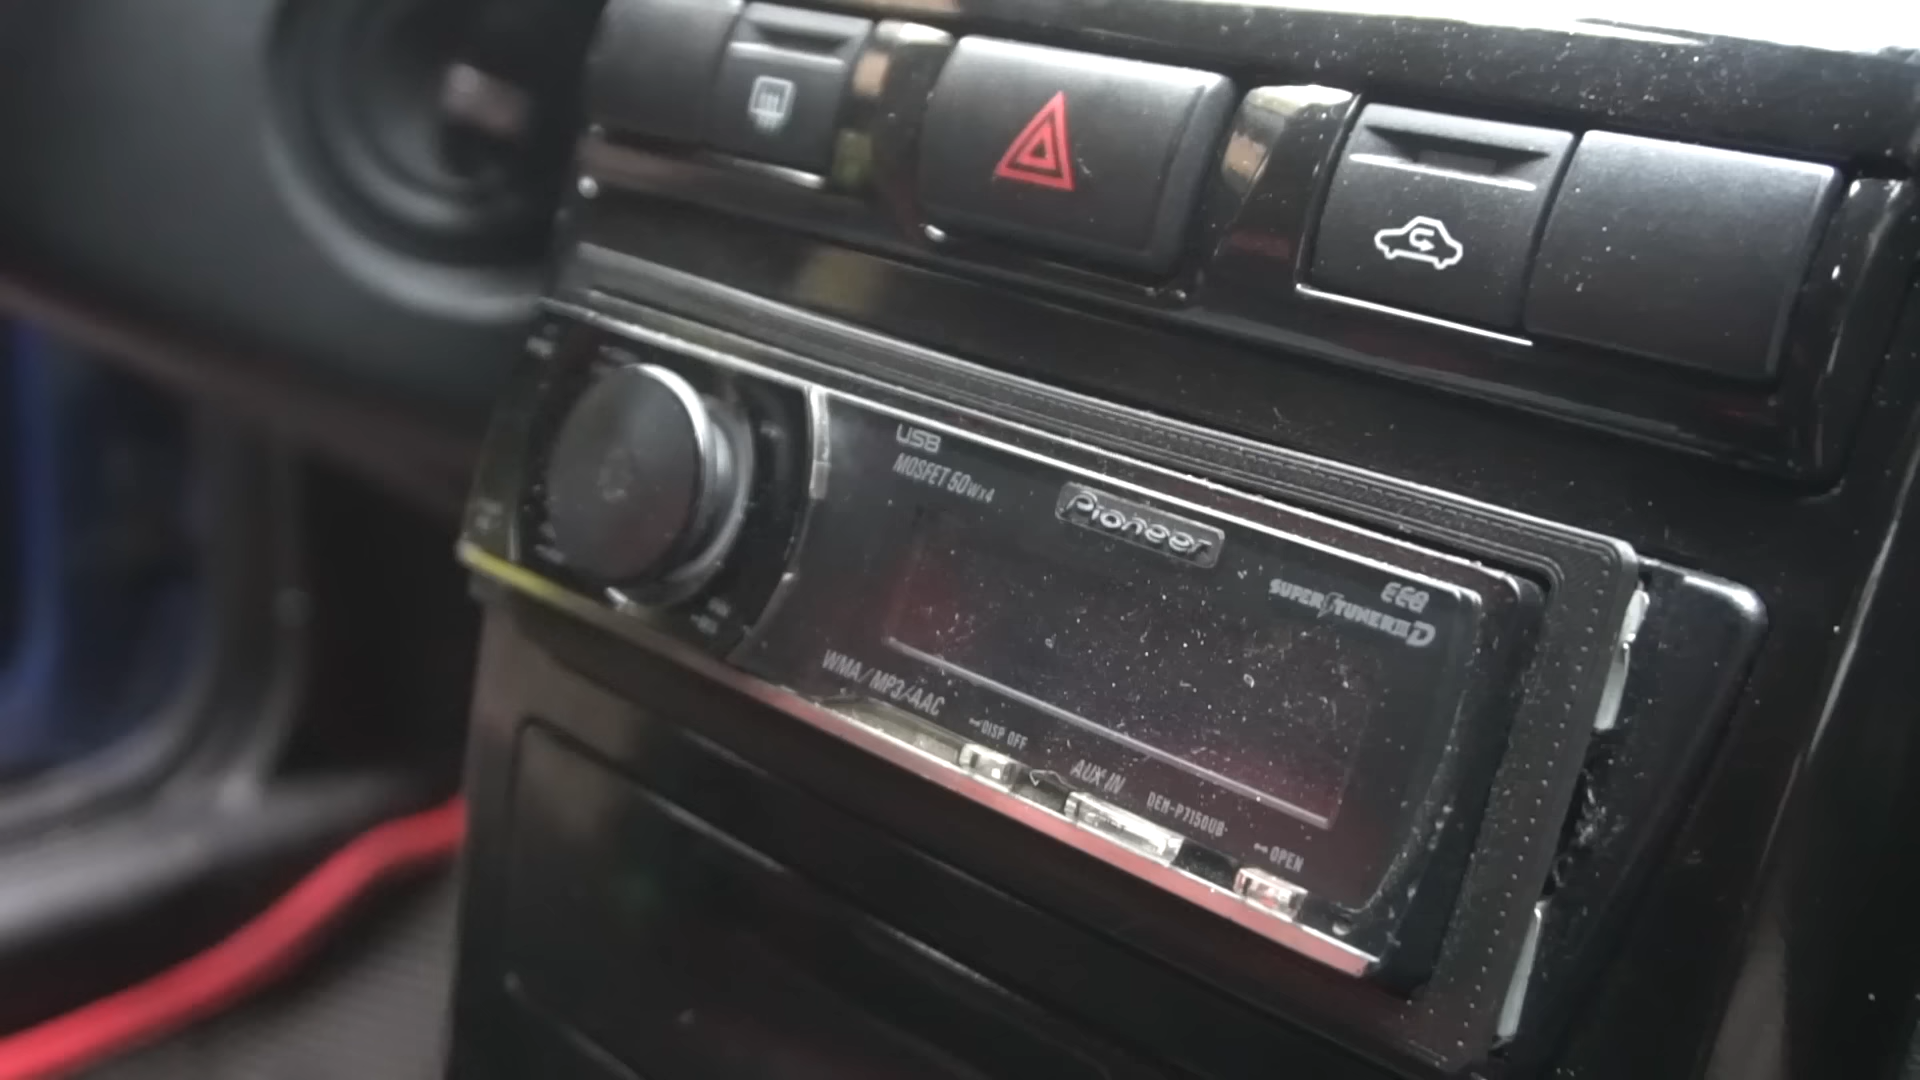 USB
MOSFET 50Wx4
Pioneer
EEQ
SUPER TUNER III D
WMA/MP3/AAC
DISP OFF
AUX-IN
DEH-P7150UB
OPEN